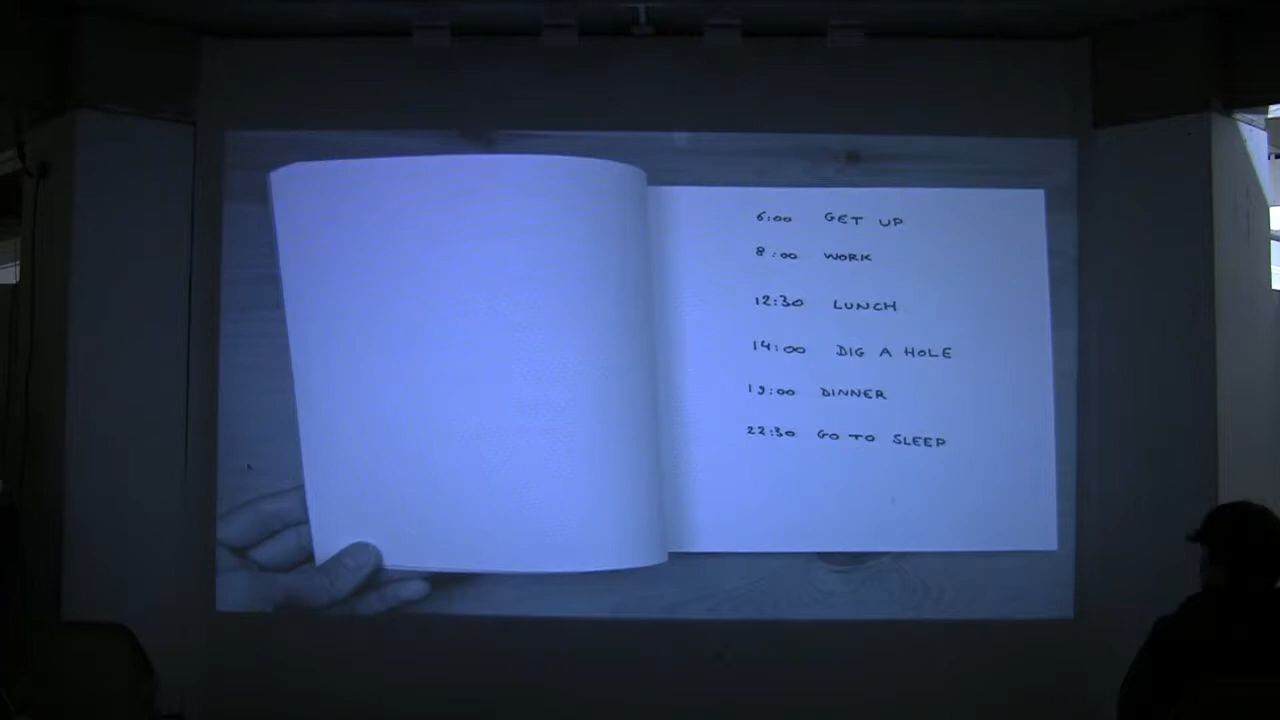 6:00 GET UP
8:00 WORK
12:30 LUNCH
14:00 DIG A HOLE
19:00 DINNER
22:30 GO TO SLEEP